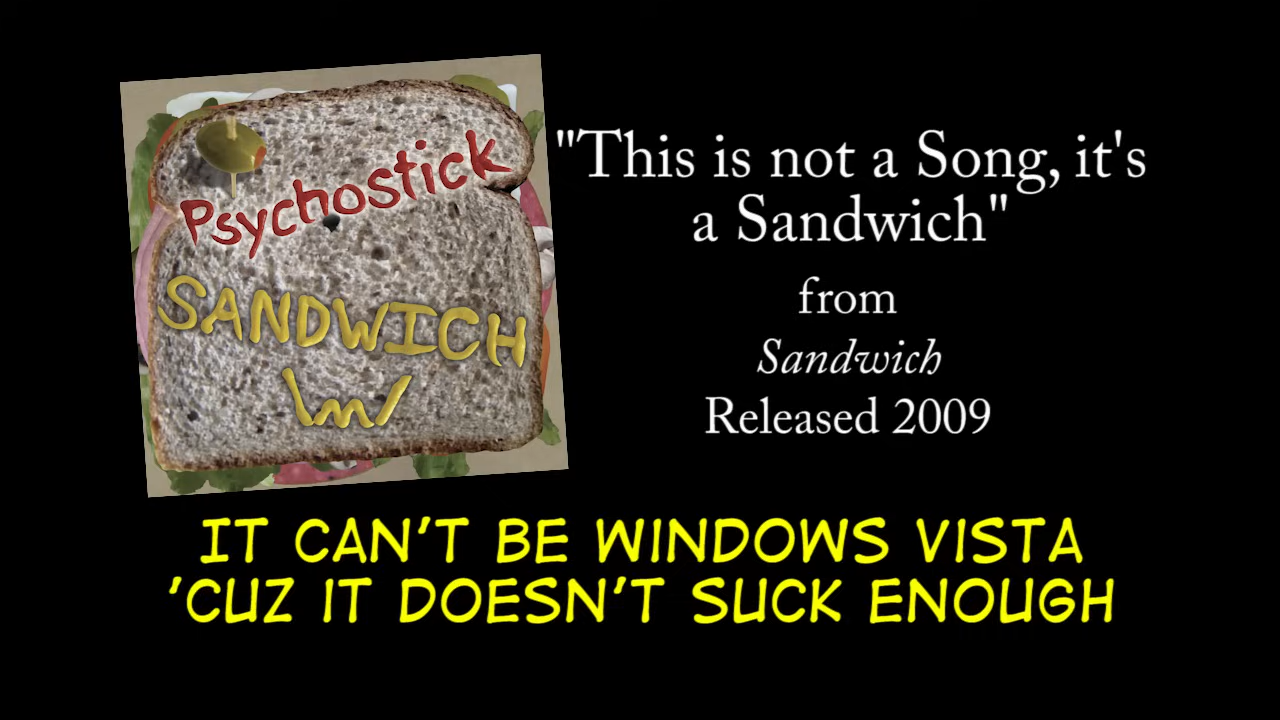 Psychostick
SANDWICH
\m/
"This is not a Song, it's
a Sandwich"
from
Sandwich
Released 2009
IT CAN'T BE WINDOWS VISTA
'CUZ IT DOESN'T SUCK ENOUGH